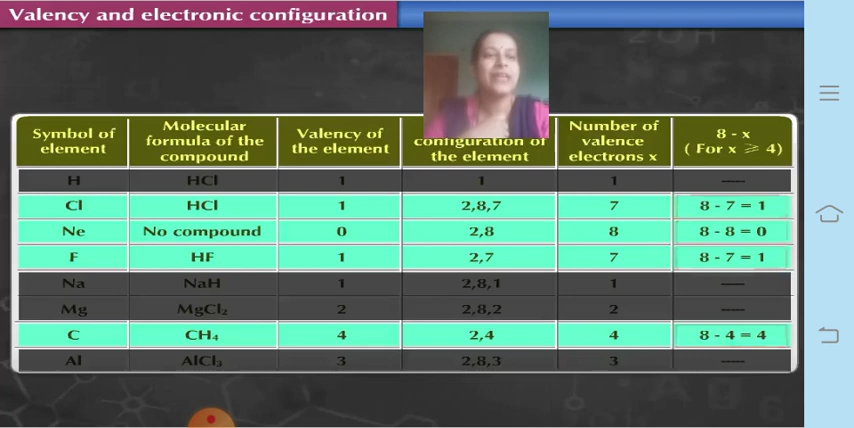 Valency and electronic configuration
Symbol of element
Molecular formula of the compound
Valency of the element
configuration of the element
Number of valence electrons x
8 - x ( For x ⩾ 4)
H HCl 1 1 1 —
Cl HCl 1 2,8,7 7 8 - 7 = 1
Ne No compound 0 2,8 8 8 - 8 = 0
F HF 1 2,7 7 8 - 7 = 1
Na NaH 1 2,8,1 1 —
Mg MgCl₂ 2 2,8,2 2 —
C CH₄ 4 2,4 4 8 - 4 = 4
Al AlCl₃ 3 2,8,3 3 —